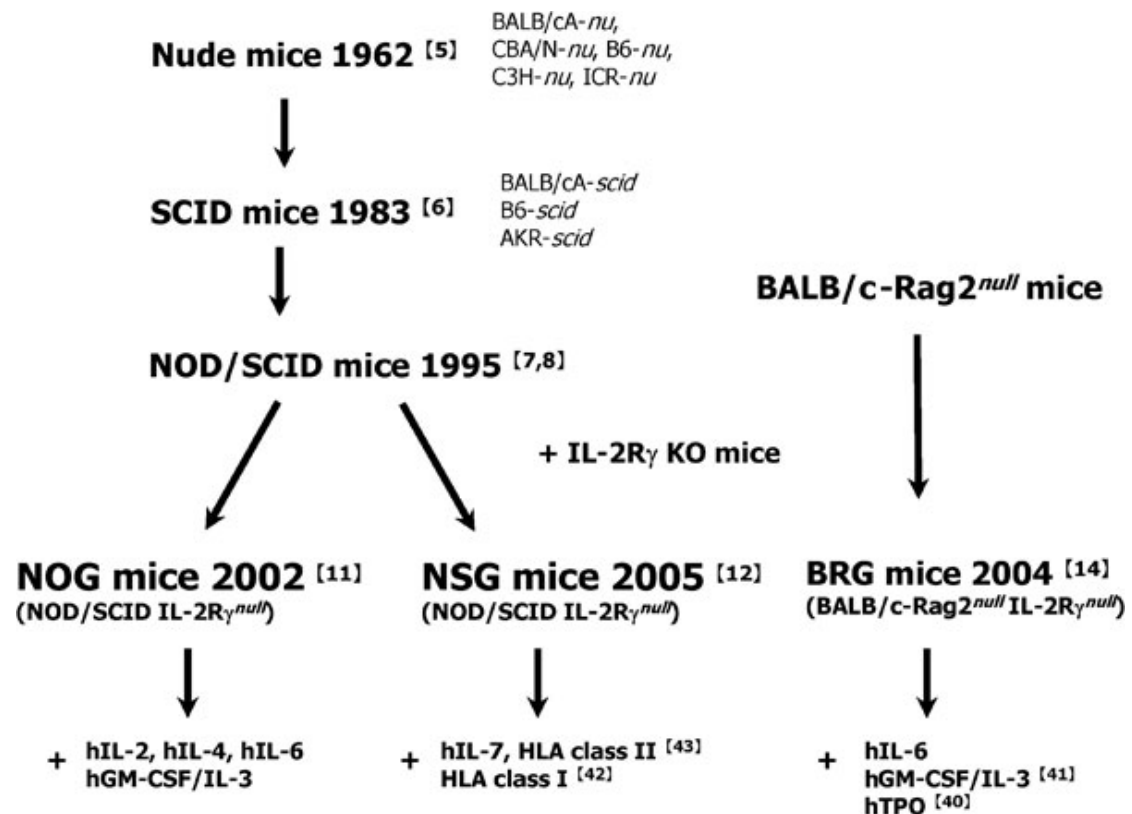 Nude mice 1962 【5】
BALB/cA-nu,
CBA/N-nu, B6-nu,
C3H-nu, ICR-nu
SCID mice 1983 【6】
BALB/cA-scid
B6-scid
AKR-scid
BALB/c-Rag2null mice
NOD/SCID mice 1995 【7,8】
+ IL-2Rγ KO mice
NOG mice 2002 【11】
(NOD/SCID IL-2Rγnull)
NSG mice 2005 【12】
(NOD/SCID IL-2Rγnull)
BRG mice 2004 【14】
(BALB/c-Rag2null IL-2Rγnull)
+ hIL-2, hIL-4, hIL-6
hGM-CSF/IL-3
+ hIL-7, HLA class II 【43】
HLA class I 【42】
+ hIL-6
hGM-CSF/IL-3 【41】
hTPO 【40】